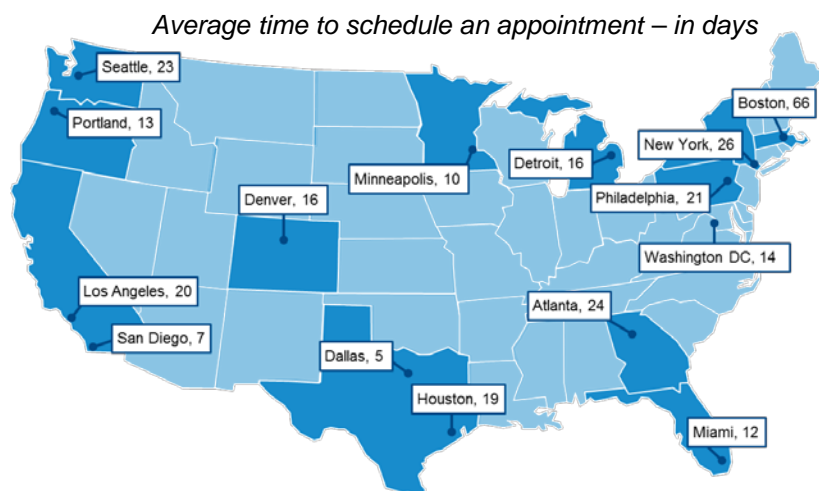 Average time to schedule an appointment – in days
Seattle, 23
Portland, 13
Boston, 66
New York, 26
Detroit, 16
Minneapolis, 10
Philadelphia, 21
Denver, 16
Washington DC, 14
Los Angeles, 20
Atlanta, 24
San Diego, 7
Dallas, 5
Houston, 19
Miami, 12